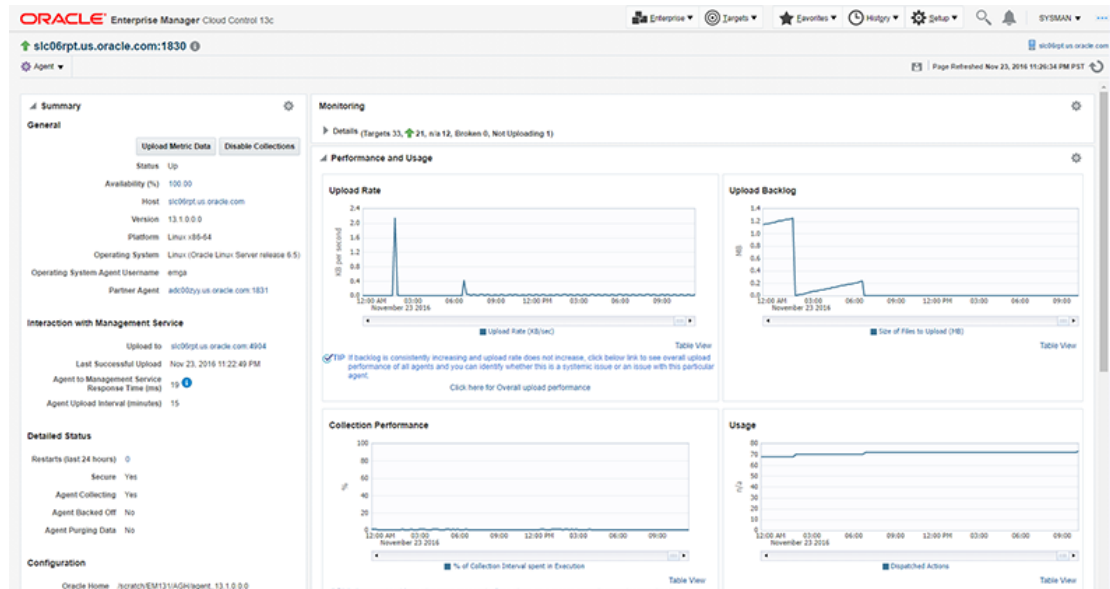 ORACLE Enterprise Manager Cloud Control 13c
Enterprise Targets Favorites History Setup SYSMAN
slc06rpt.us.oracle.com:1830
slc06rpt.us.oracle.com
Agent
Page Refreshed Nov 23, 2016 11:26:34 PM PST
Summary
General
Upload Metric Data Disable Collections
Status Up
Availability (%) 100.00
Host slc06rpt.us.oracle.com
Version 13.1.0.0.0
Platform Linux x86-64
Operating System Linux (Oracle Linux Server release 6.5)
Operating System Agent Username emga
Partner Agent adc00zyy.us.oracle.com:1831
Interaction with Management Service
Upload to slc06rpt.us.oracle.com:4904
Last Successful Upload Nov 23, 2016 11:22:49 PM
Agent to Management Service
Response Time (ms) 19
Agent Upload Interval (minutes) 15
Detailed Status
Restarts (last 24 hours) 0
Secure Yes
Agent Collecting Yes
Agent Backed Off No
Agent Purging Data No
Configuration
Oracle Home /scratch/EM131/AGH/agent_13.1.0.0.0
Monitoring
Details (Targets 33, 21, n/a 12, Broken 0, Not Uploading 1)
Performance and Usage
Upload Rate
KB per second
2.4
2.0
1.6
1.2
0.8
0.4
0.0
12:00 AM 03:00 06:00 09:00 12:00 PM 03:00 06:00 09:00
November 23 2016
Upload Rate (KB/sec)
Table View
TIP If backlog is consistently increasing and upload rate does not increase, click below link to see overall upload
performance of all agents and you can identify whether this is a systemic issue or an issue with this particular
agent.
Click here for Overall upload performance
Upload Backlog
MB
1.4
1.2
1.0
0.8
0.6
0.4
0.2
0.0
12:00 AM 03:00 06:00 09:00 12:00 PM 03:00 06:00 09:00
November 23 2016
Size of Files to Upload (MB)
Table View
Collection Performance
%
100
80
60
40
20
0
12:00 AM 03:00 06:00 09:00 12:00 PM 03:00 06:00 09:00
November 23 2016
% of Collection Interval spent in Execution
Table View
Usage
n/a
80
70
60
50
40
30
20
10
0
12:00 AM 03:00 06:00 09:00 12:00 PM 03:00 06:00 09:00
November 23 2016
Dispatched Actions
Table View